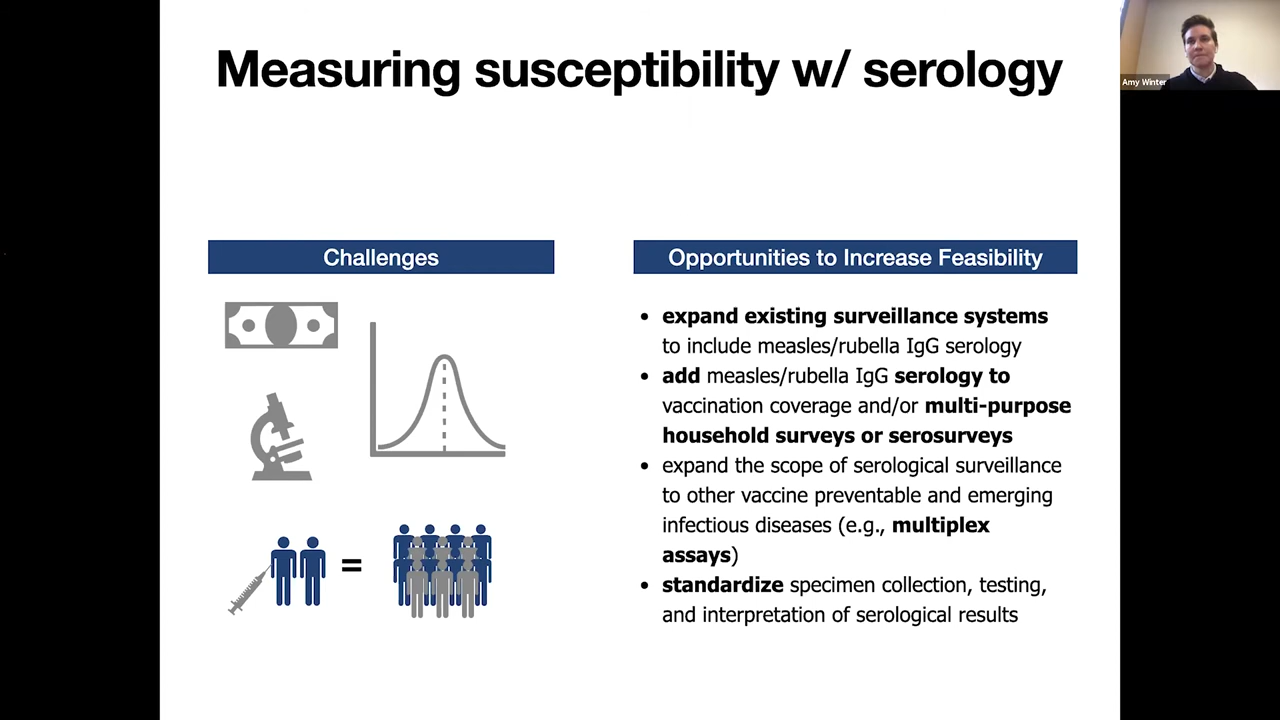 Measuring susceptibility w/ serology
Amy Winter
Challenges
=
Opportunities to Increase Feasibility
• expand existing surveillance systems
to include measles/rubella IgG serology
• add measles/rubella IgG serology to
vaccination coverage and/or multi-purpose
household surveys or serosurveys
• expand the scope of serological surveillance
to other vaccine preventable and emerging
infectious diseases (e.g., multiplex
assays)
• standardize specimen collection, testing,
and interpretation of serological results